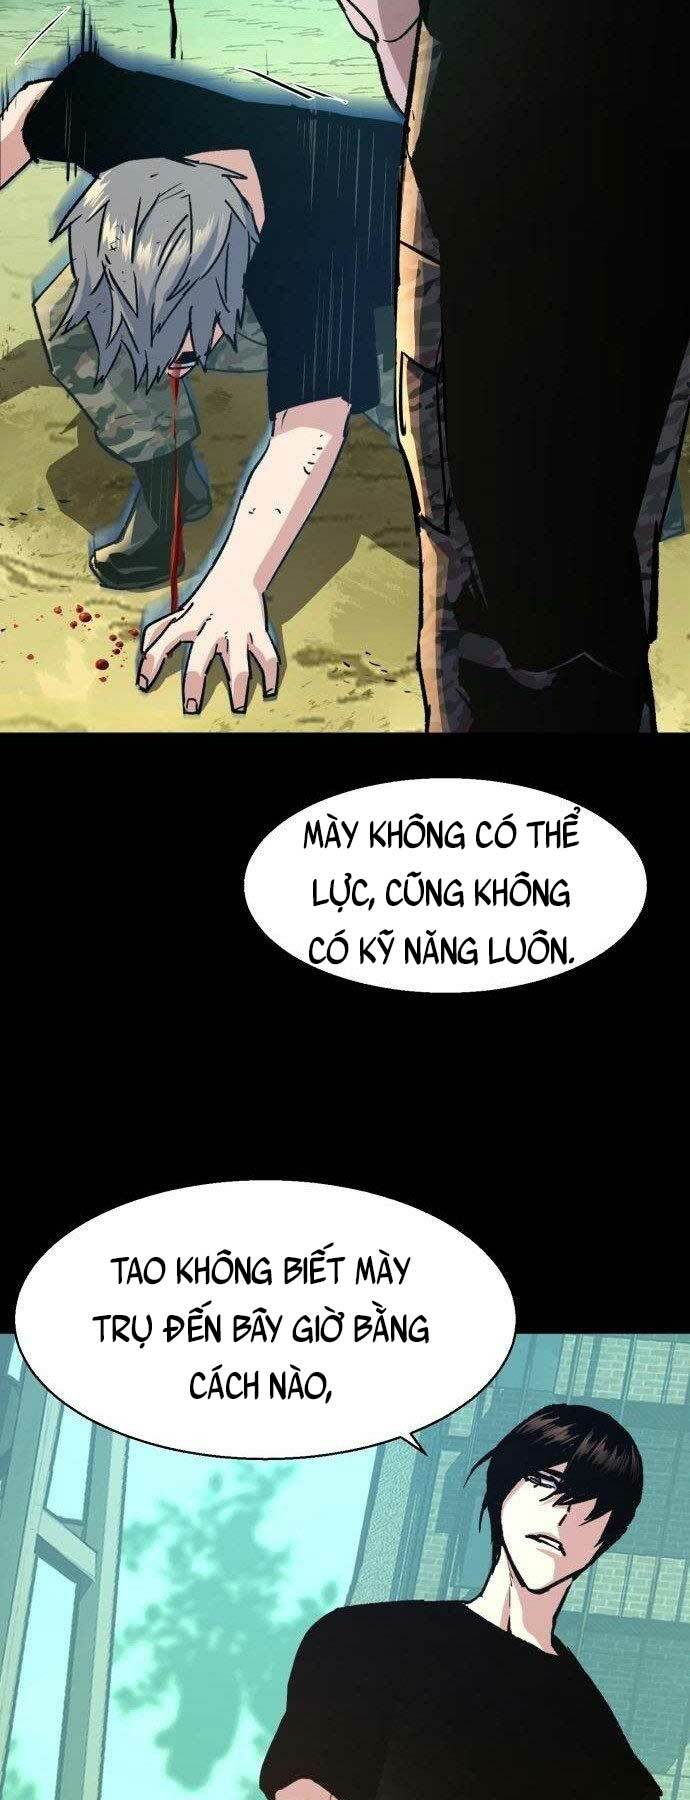 MÀY KHÔNG CÓ THỂ
LỰC, CŨNG KHÔNG
CÓ KỸ NĂNG LUÔN.
TAO KHÔNG BIẾT MÀY
TRỤ ĐẾN BÂY GIỜ BẰNG
CÁCH NÀO,